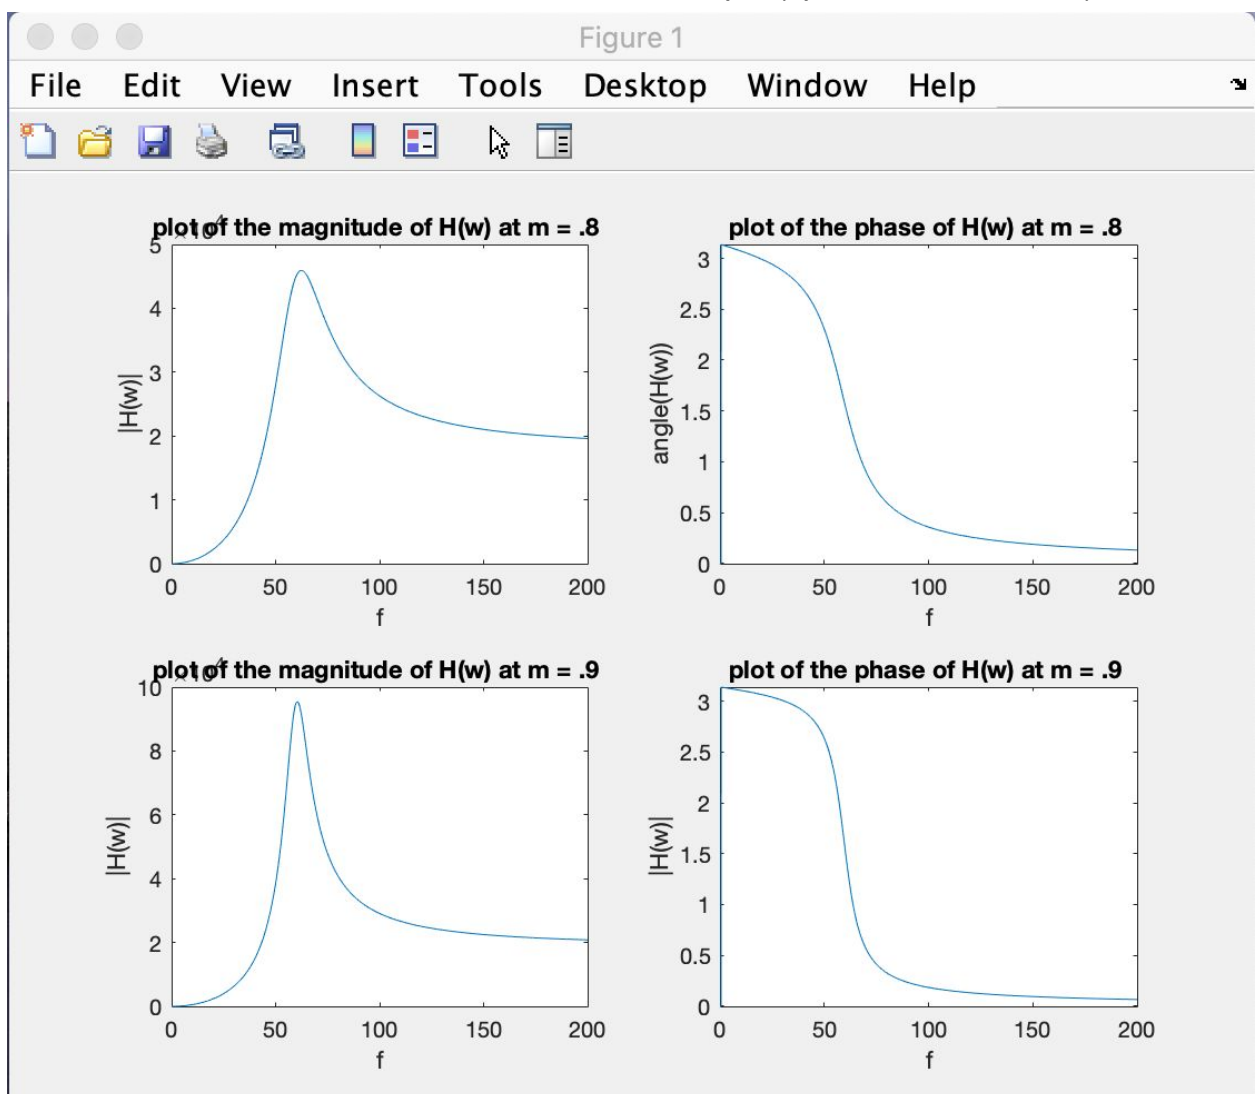 Figure 1
File Edit View Insert Tools Desktop Window Help
plot of the magnitude of H(w) at m = .8
5
4
3
2
1
0
|H(w)|
0 50 100 150 200
f
plot of the phase of H(w) at m = .8
3
2.5
2
1.5
1
0.5
0
angle(H(w))
0 50 100 150 200
f
plot of the magnitude of H(w) at m = .9
10
8
6
4
2
0
|H(w)|
0 50 100 150 200
f
plot of the phase of H(w) at m = .9
3
2.5
2
1.5
1
0.5
0
|H(w)|
0 50 100 150 200
f